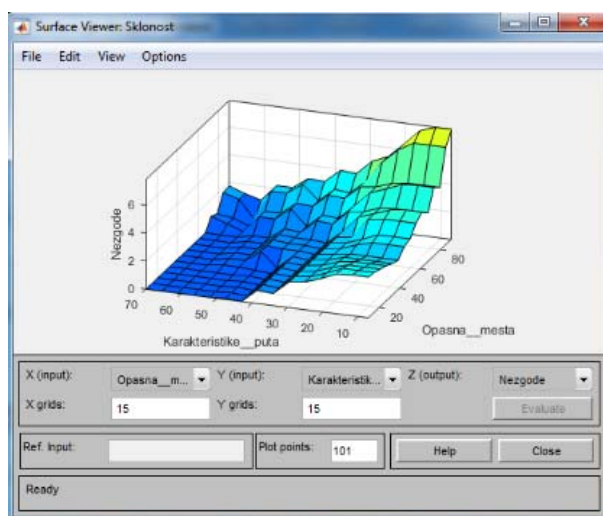 Surface Viewer: Sklonost
File Edit View Options
Nezgode
6
4
2
0
70 60 50 40 30 20 10
Karakteristike__puta
80
60
40
20
Opasna__mesta
X (input): Opasna__m... Y (input): Karakteristik... Z (output): Nezgode
X grids: 15 Y grids: 15 Evaluate
Ref. Input: Plot points: 101 Help Close
Ready